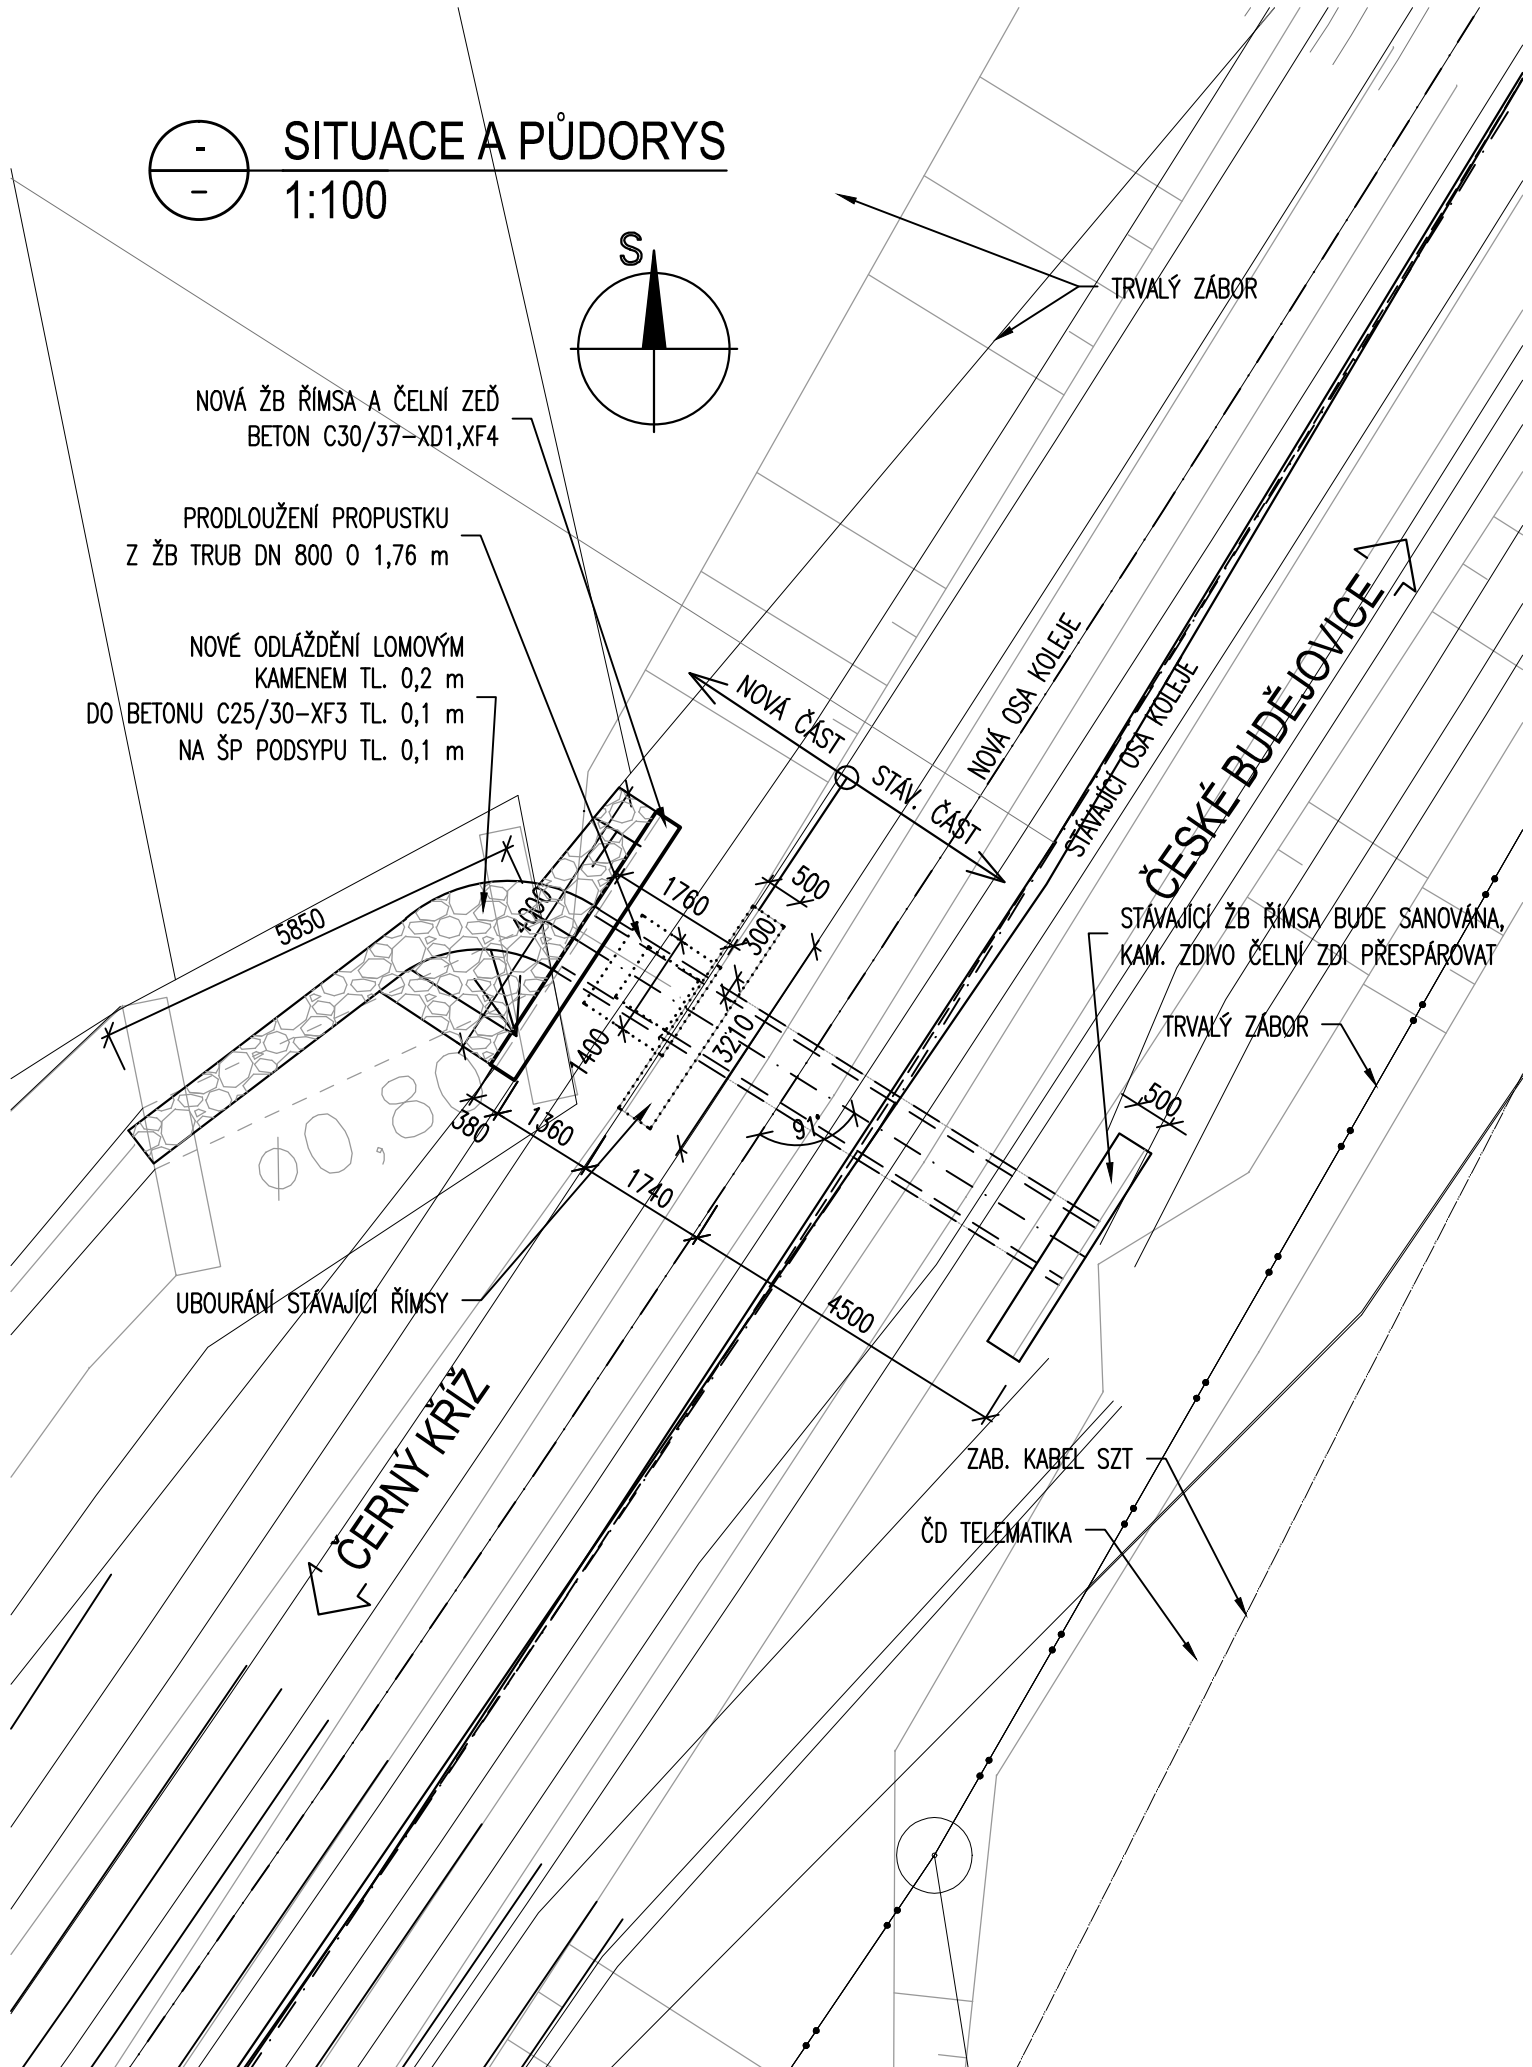 -
SITUACE A PŮDORYS
-
1:100
S
TRVALÝ ZÁBOR
NOVÁ ŽB ŘÍMSA A ČELNÍ ZEĎ
BETON C30/37-XD1,XF4
PRODLOUŽENÍ PROPUSTKU
Z ŽB TRUB DN 800 O 1,76 m
NOVÉ ODLÁŽDĚNÍ LOMOVÝM
KAMENEM TL. 0,2 m
DO BETONU C25/30-XF3 TL. 0,1 m
NA ŠP PODSYPU TL. 0,1 m
NOVÁ ČÁST
STÁV. ČÁST
NOVÁ OSA KOLEJE
STÁVAJÍCÍ OSA KOLEJE
ČESKÉ BUDĚJOVICE
5850
4000
1760
500
300
1400
3210
STÁVAJÍCÍ ŽB ŘÍMSA BUDE SANOVÁNA,
KAM. ZDIVO ČELNÍ ZDI PŘESPÁROVAT
TRVALÝ ZÁBOR
Ø0,80
380
1360
91°
500
1740
UBOURÁNÍ STÁVAJÍCÍ ŘÍMSY
4500
ČERNÝ KŘÍŽ
ZAB. KABEL SZT
ČD TELEMATIKA